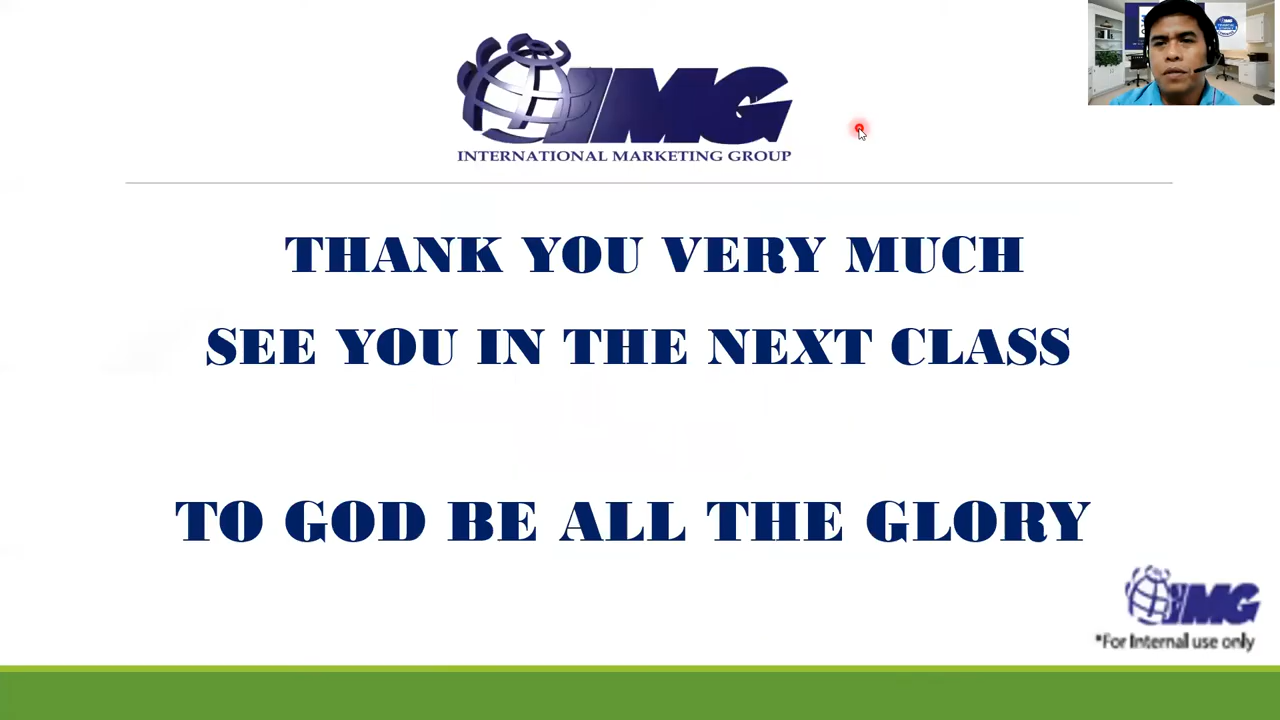 IMG
INTERNATIONAL MARKETING GROUP
THANK YOU VERY MUCH
SEE YOU IN THE NEXT CLASS
TO GOD BE ALL THE GLORY
IMG
*For Internal use only